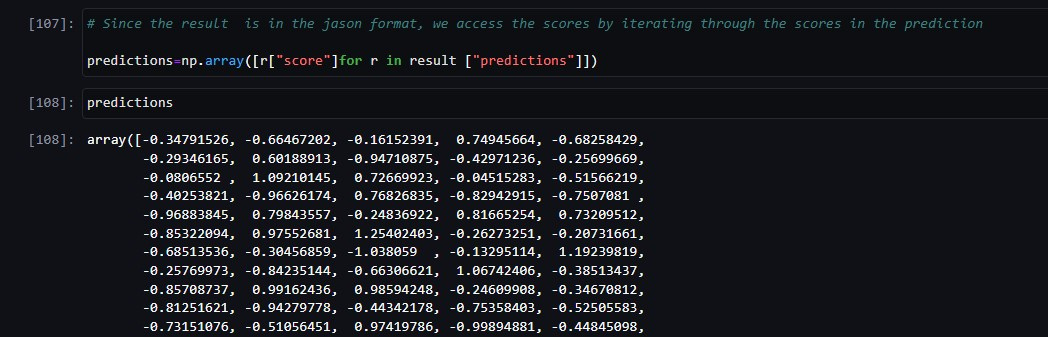 [107]: # Since the result  is in the jason format, we access the scores by iterating through the scores in the prediction
predictions=np.array([r["score"]for r in result ["predictions"]])
[108]: predictions
[108]: array([-0.34791526, -0.66467202, -0.16152391,  0.74945664, -0.68258429,
-0.29346165,  0.60188913, -0.94710875, -0.42971236, -0.25699669,
-0.0806552 ,  1.09210145,  0.72669923, -0.04515283, -0.51566219,
-0.40253821, -0.96626174,  0.76826835, -0.82942915, -0.7507081 ,
-0.96883845,  0.79843557, -0.24836922,  0.81665254,  0.73209512,
-0.85322094,  0.97552681,  1.25402403, -0.26273251, -0.20731661,
-0.68513536, -0.30456859, -1.038059  , -0.13295114,  1.19239819,
-0.25769973, -0.84235144, -0.66306621,  1.06742406, -0.38513437,
-0.85708737,  0.99162436,  0.98594248, -0.24609908, -0.34670812,
-0.81251621, -0.94279778, -0.44342178, -0.75358403, -0.52505583,
-0.73151076, -0.51056451,  0.97419786, -0.99894881, -0.44845098,